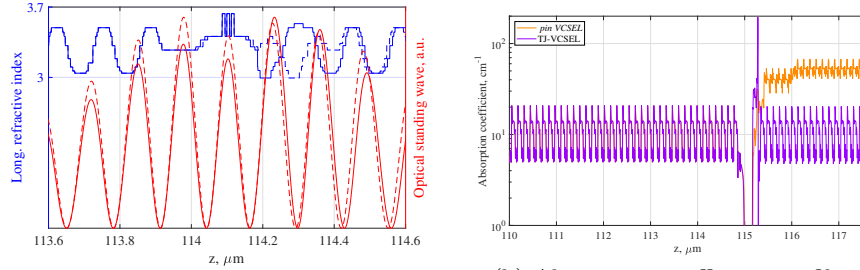 3.7
3
Long. refractive index
Optical standing wave, a.u.
113.6
113.8
114
114.2
114.4
114.6
z, μm
pin VCSEL
TJ-VCSEL
Absorption coefficient, cm⁻¹
10²
10¹
10⁰
110
111
112
113
114
115
116
117
z, μm